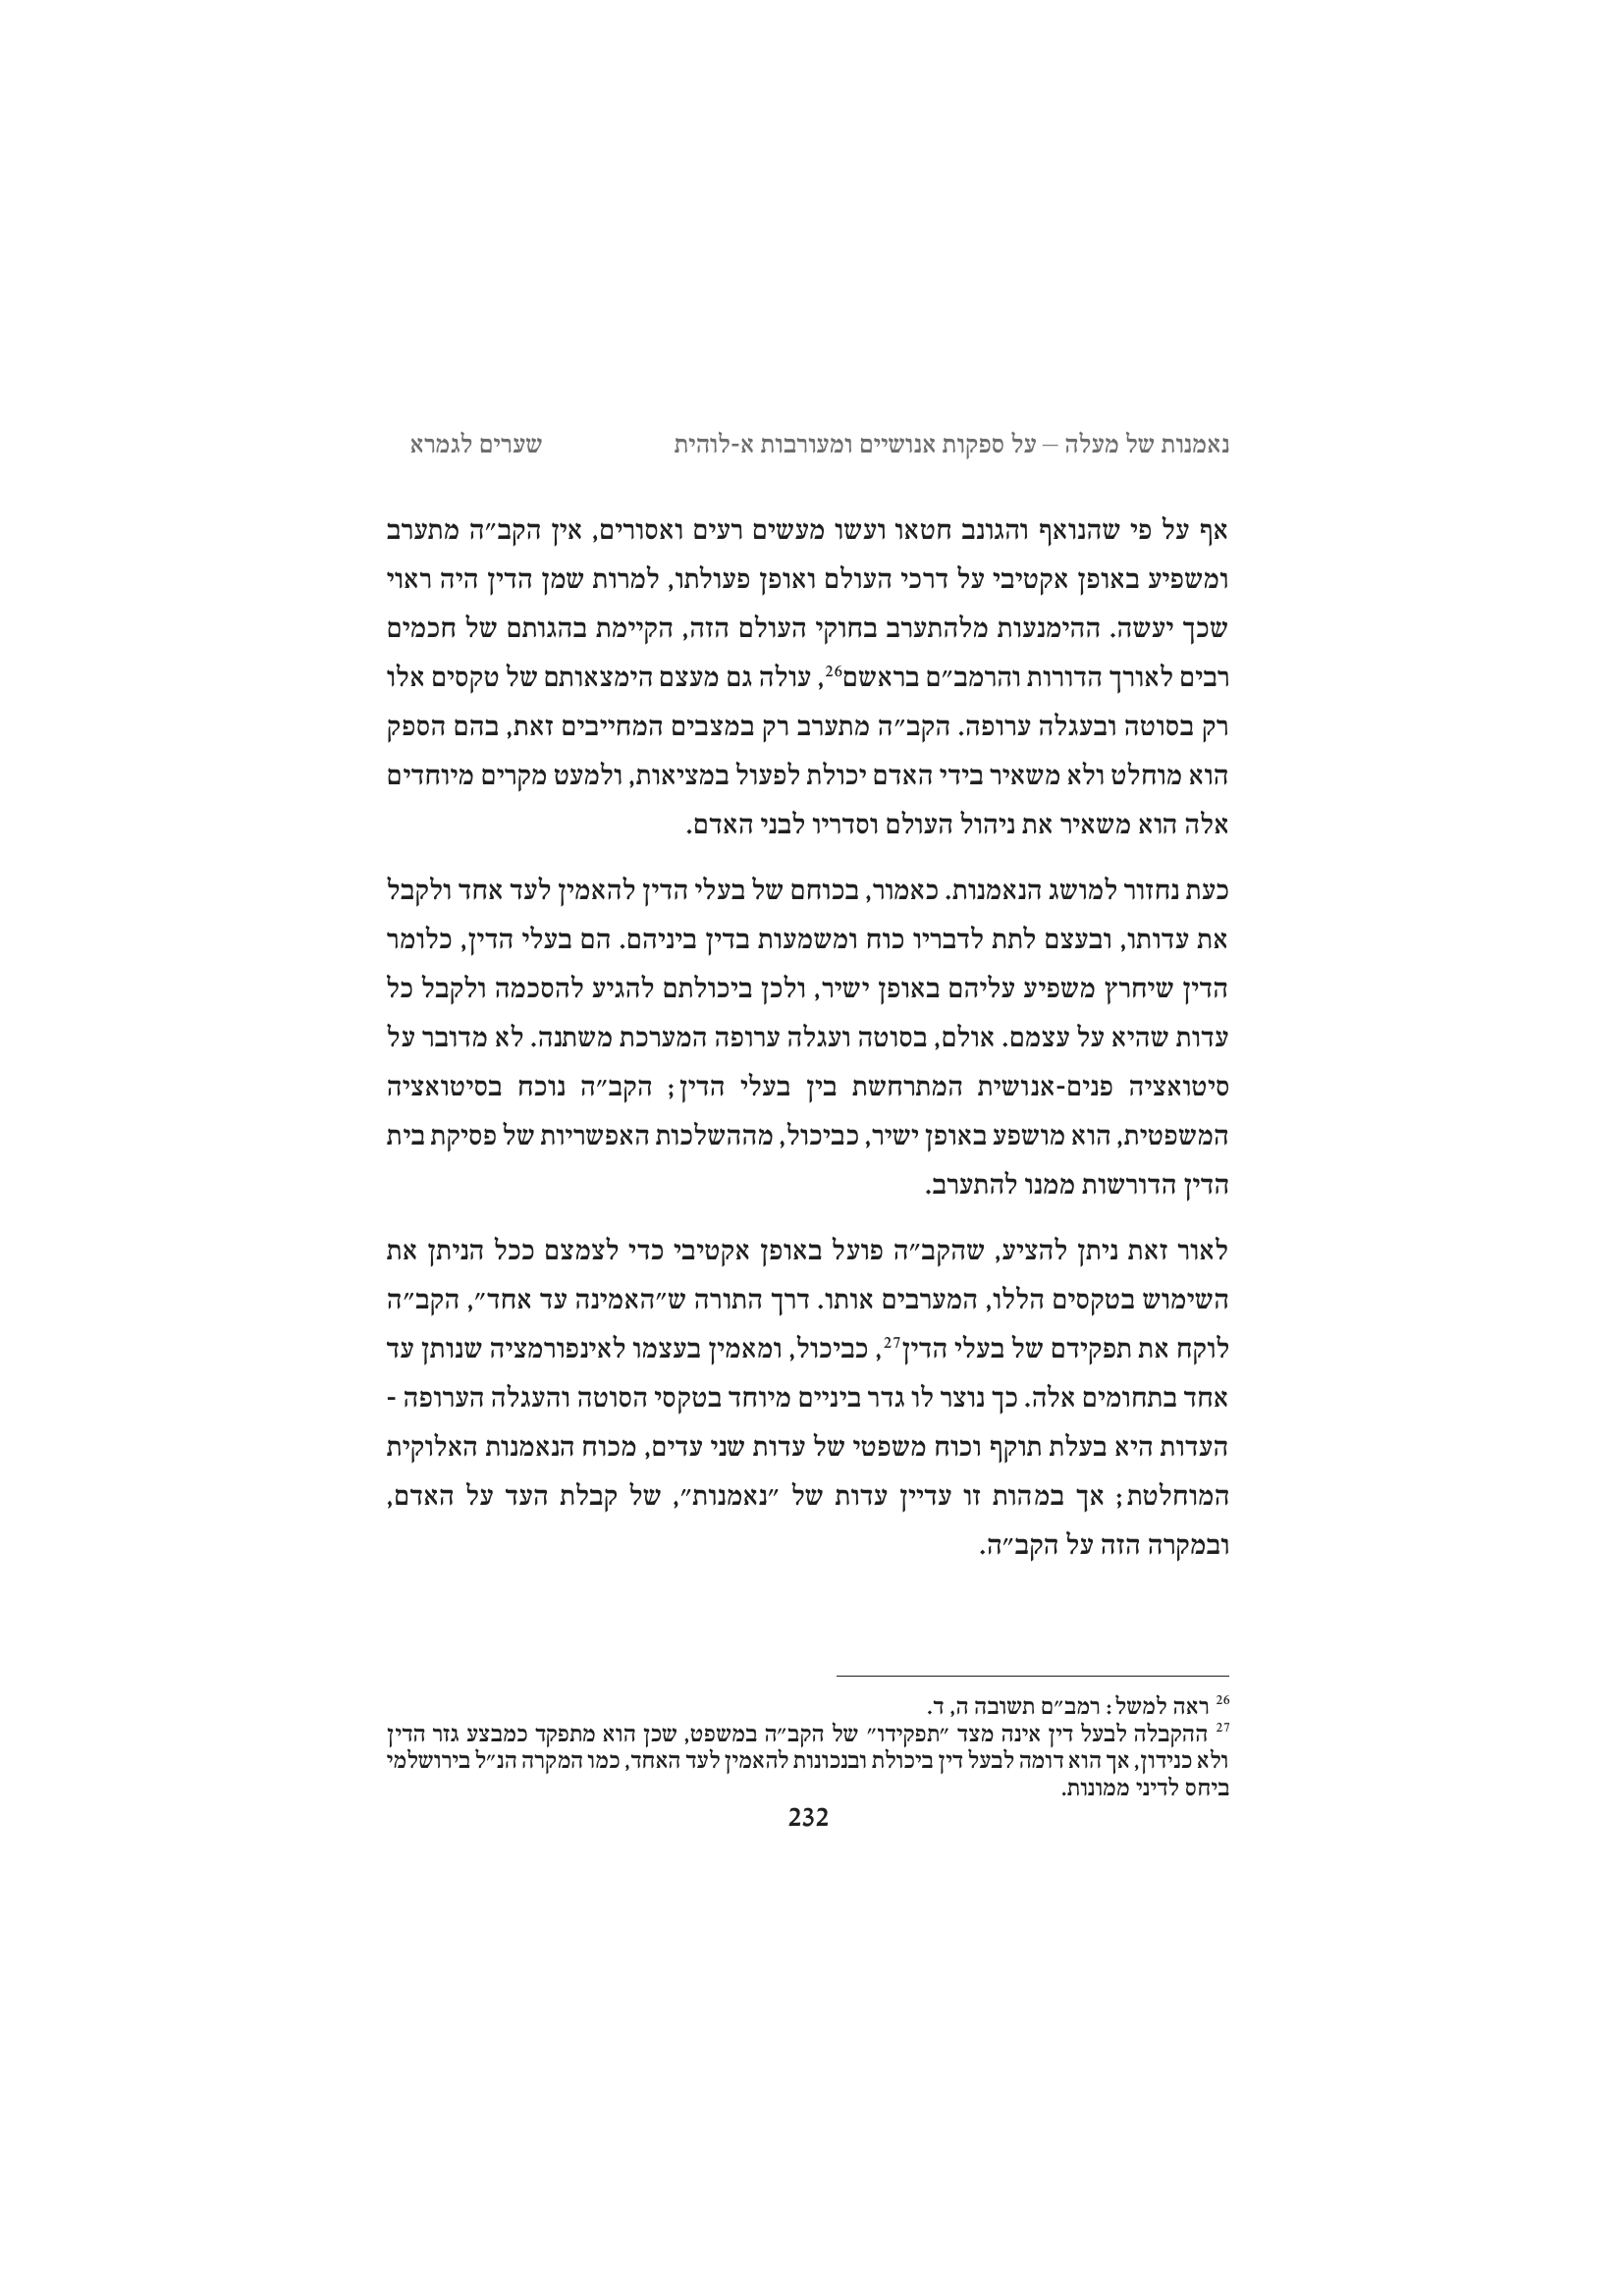 נאמנות של מעלה – על ספקות אנושיים ומעורבות א-לוהית שערים לגמרא
אף על פי שהנואף והגונב חטאו ועשו מעשים רעים ואסורים, אין הקב״ה מתערב
ומשפיע באופן אקטיבי על דרכי העולם ואופן פעולתו, למרות שמן הדין היה ראוי
שכך יעשה. ההימנעות מלהתערב בחוקי העולם הזה, הקיימת בהגותם של חכמים
רבים לאורך הדורות והרמב״ם בראשם26, עולה גם מעצם הימצאותם של טקסים אלו
רק בסוטה ובעגלה ערופה. הקב״ה מתערב רק במצבים המחייבים זאת, בהם הספק
הוא מוחלט ולא משאיר בידי האדם יכולת לפעול במציאות, ולמעט מקרים מיוחדים
אלה הוא משאיר את ניהול העולם וסדריו לבני האדם.
כעת נחזור למושג הנאמנות. כאמור, בכוחם של בעלי הדין להאמין לעד אחד ולקבל
את עדותו, ובעצם לתת לדבריו כוח ומשמעות בדין ביניהם. הם בעלי הדין, כלומר
הדין שיחרץ משפיע עליהם באופן ישיר, ולכן ביכולתם להגיע להסכמה ולקבל כל
עדות שהיא על עצמם. אולם, בסוטה ועגלה ערופה המערכת משתנה. לא מדובר על
סיטואציה פנים-אנושית המתרחשת בין בעלי הדין; הקב״ה נוכח בסיטואציה
המשפטית, הוא מושפע באופן ישיר, כביכול, מההשלכות האפשריות של פסיקת בית
הדין הדורשות ממנו להתערב.
לאור זאת ניתן להציע, שהקב״ה פועל באופן אקטיבי כדי לצמצם ככל הניתן את
השימוש בטקסים הללו, המערבים אותו. דרך התורה ש״האמינה עד אחד״, הקב״ה
לוקח את תפקידם של בעלי הדין27, כביכול, ומאמין בעצמו לאינפורמציה שנותן עד
אחד בתחומים אלה. כך נוצר לו גדר ביניים מיוחד בטקסי הסוטה והעגלה הערופה -
העדות היא בעלת תוקף וכוח משפטי של עדות שני עדים, מכוח הנאמנות האלוקית
המוחלטת; אך במהות זו עדיין עדות של ״נאמנות״, של קבלת העד על האדם,
ובמקרה הזה על הקב״ה.
26 ראה למשל: רמב״ם תשובה ה, ד.
27 ההקבלה לבעל דין אינה מצד ״תפקידו״ של הקב״ה במשפט, שכן הוא מתפקד כמבצע גזר הדין
ולא כנידון, אך הוא דומה לבעל דין ביכולת ובנכונות להאמין לעד האחד, כמו המקרה הנ״ל בירושלמי
ביחס לדיני ממונות.
232